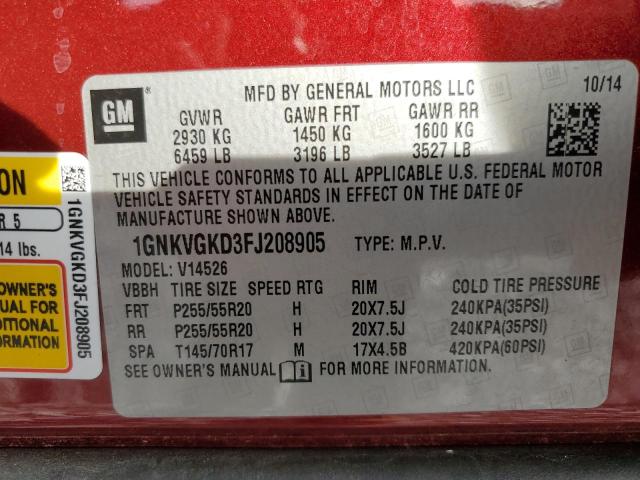 GM
MFD BY GENERAL MOTORS LLC
10/14
GVWR GAWR FRT GAWR RR
2930 KG 1450 KG 1600 KG
6459 LB 3196 LB 3527 LB
THIS VEHICLE CONFORMS TO ALL APPLICABLE U.S. FEDERAL MOTOR
VEHICLE SAFETY STANDARDS IN EFFECT ON THE DATE OF
MANUFACTURE SHOWN ABOVE.
1GNKVGKD3FJ208905 TYPE: M.P.V.
MODEL: V14526
VBBH TIRE SIZE SPEED RTG RIM COLD TIRE PRESSURE
FRT P255/55R20 H 20X7.5J 240KPA(35PSI)
RR P255/55R20 H 20X7.5J 240KPA(35PSI)
SPA T145/70R17 M 17X4.5B 420KPA(60PSI)
SEE OWNER'S MANUAL FOR MORE INFORMATION.
ON
R 5
14 lbs.
OWNER'S
NUAL FOR
DITIONAL
RMATION
1GNKVGKD3FJ208905